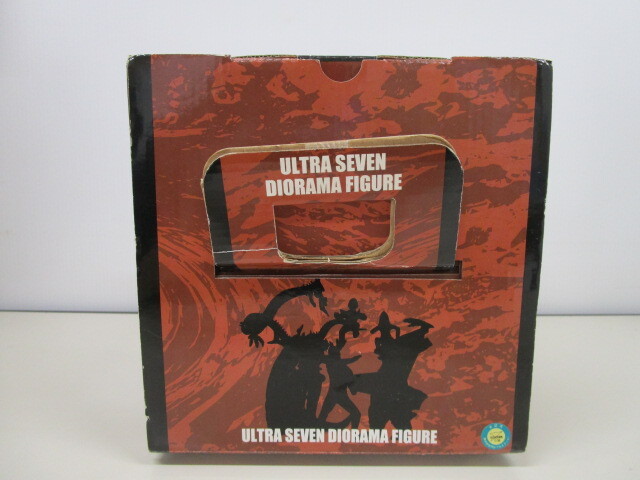 ULTRA SEVEN
DIORAMA FIGURE
ULTRA SEVEN DIORAMA FIGURE